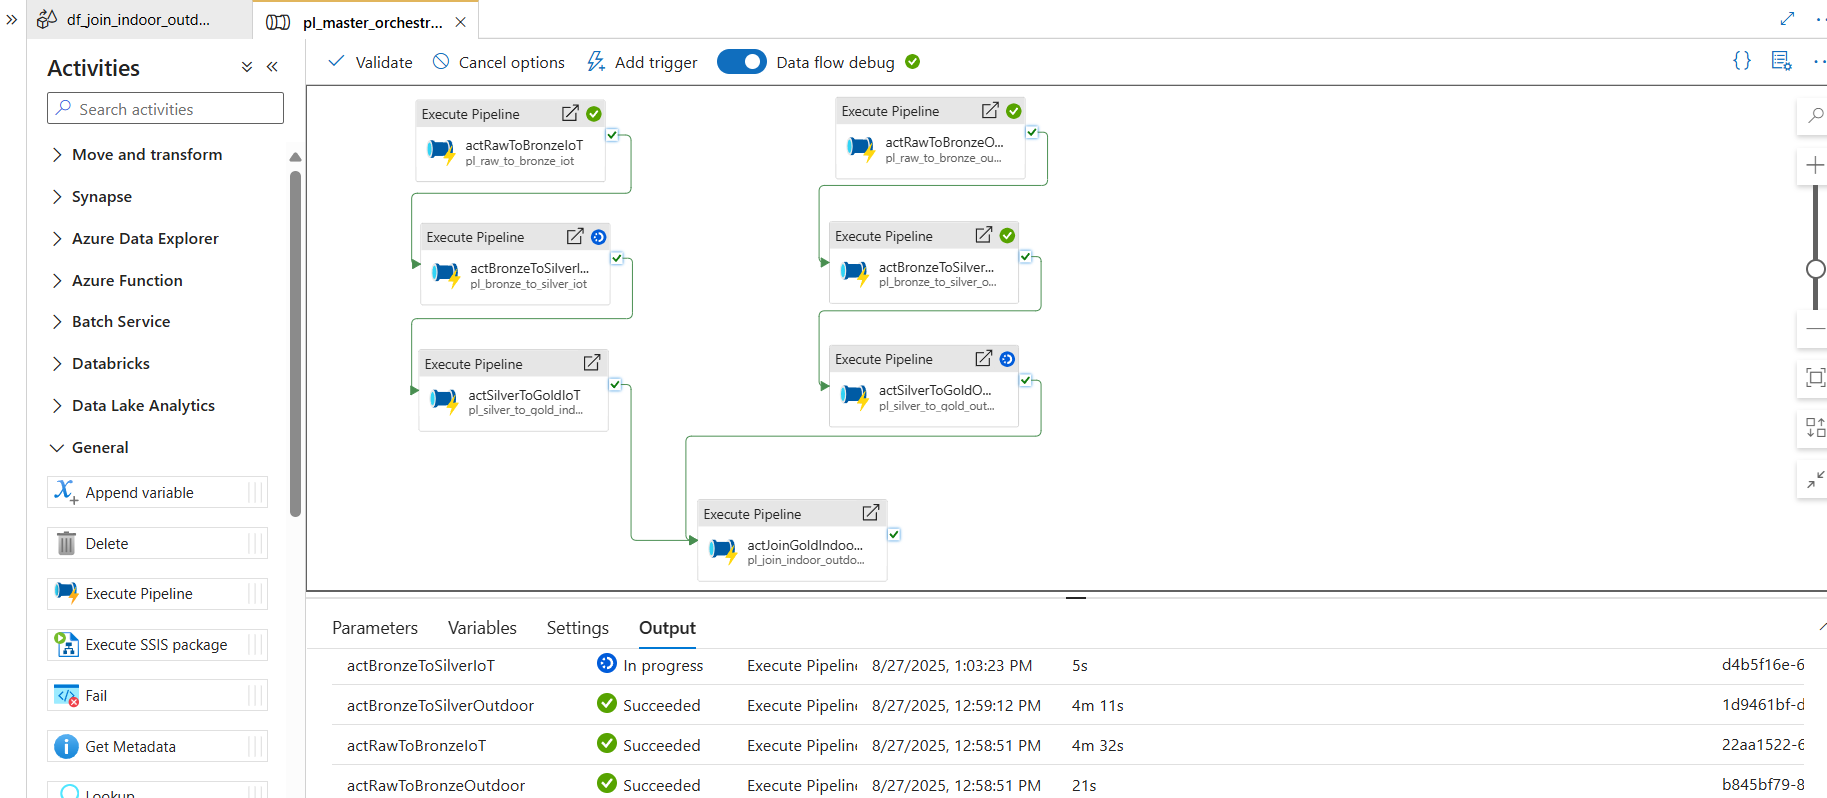 df_join_indoor_outd...
pl_master_orchestr...
Activities
Search activities
Move and transform
Synapse
Azure Data Explorer
Azure Function
Batch Service
Databricks
Data Lake Analytics
General
Append variable
Delete
Execute Pipeline
Execute SSIS package
Fail
Get Metadata
Lookup
Validate
Cancel options
Add trigger
Data flow debug
Execute Pipeline
actRawToBronzeIoT
pl_raw_to_bronze_iot
Execute Pipeline
actRawToBronzeO...
pl_raw_to_bronze_ou...
Execute Pipeline
actBronzeToSilverI...
pl_bronze_to_silver_iot
Execute Pipeline
actBronzeToSilver...
pl_bronze_to_silver_o...
Execute Pipeline
actSilverToGoldIoT
pl_silver_to_gold_ind...
Execute Pipeline
actSilverToGoldO...
pl_silver_to_gold_out...
Execute Pipeline
actJoinGoldIndoo...
pl_join_indoor_outdo...
Parameters Variables Settings Output
actBronzeToSilverIoT In progress Execute Pipeline 8/27/2025, 1:03:23 PM 5s d4b5f16e-6
actBronzeToSilverOutdoor Succeeded Execute Pipeline 8/27/2025, 12:59:12 PM 4m 11s 1d9461bf-d
actRawToBronzeIoT Succeeded Execute Pipeline 8/27/2025, 12:58:51 PM 4m 32s 22aa1522-6
actRawToBronzeOutdoor Succeeded Execute Pipeline 8/27/2025, 12:58:51 PM 21s b845bf79-8